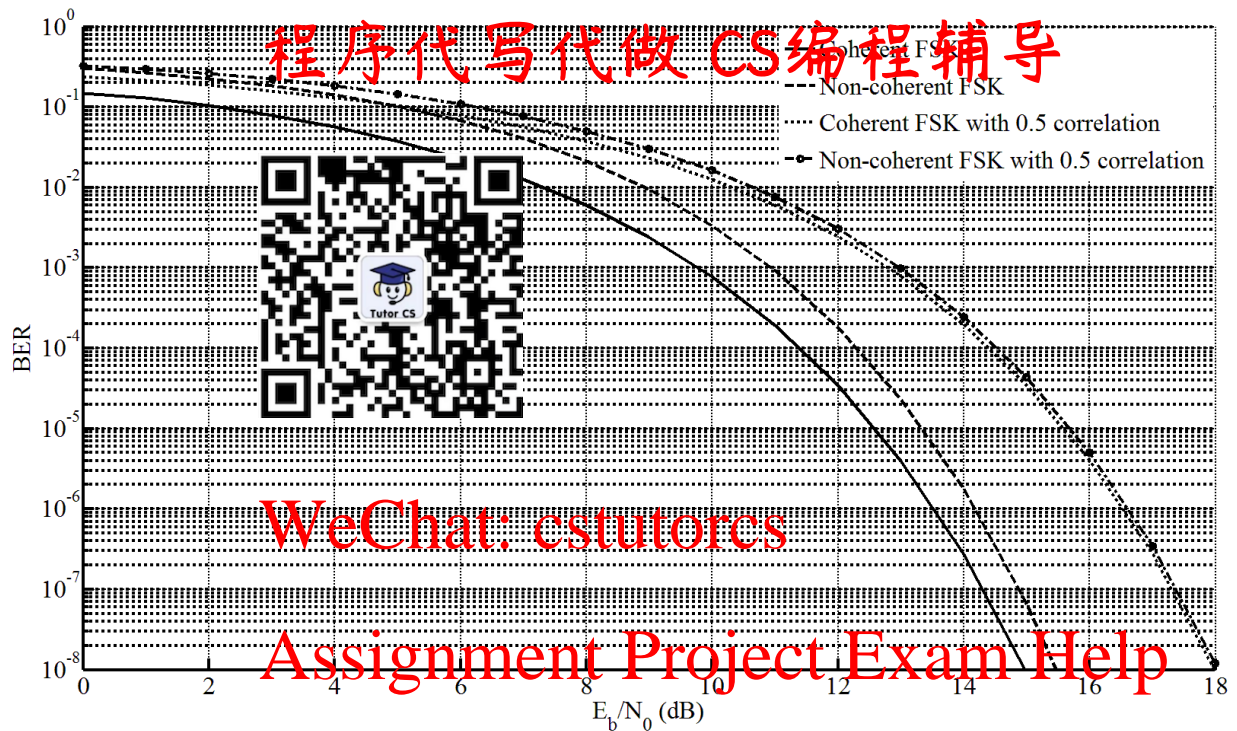 程序代写代做 CS编程辅导
Coherent FSK
Non-coherent FSK
Coherent FSK with 0.5 correlation
Non-coherent FSK with 0.5 correlation
10⁰
10⁻¹
10⁻²
10⁻³
10⁻⁴
10⁻⁵
10⁻⁶
10⁻⁷
10⁻⁸
BER
Tutor CS
WeChat: cstutorcs
Assignment Project Exam Help
0 2 4 6 8 10 12 14 16 18
E_b/N_0 (dB)